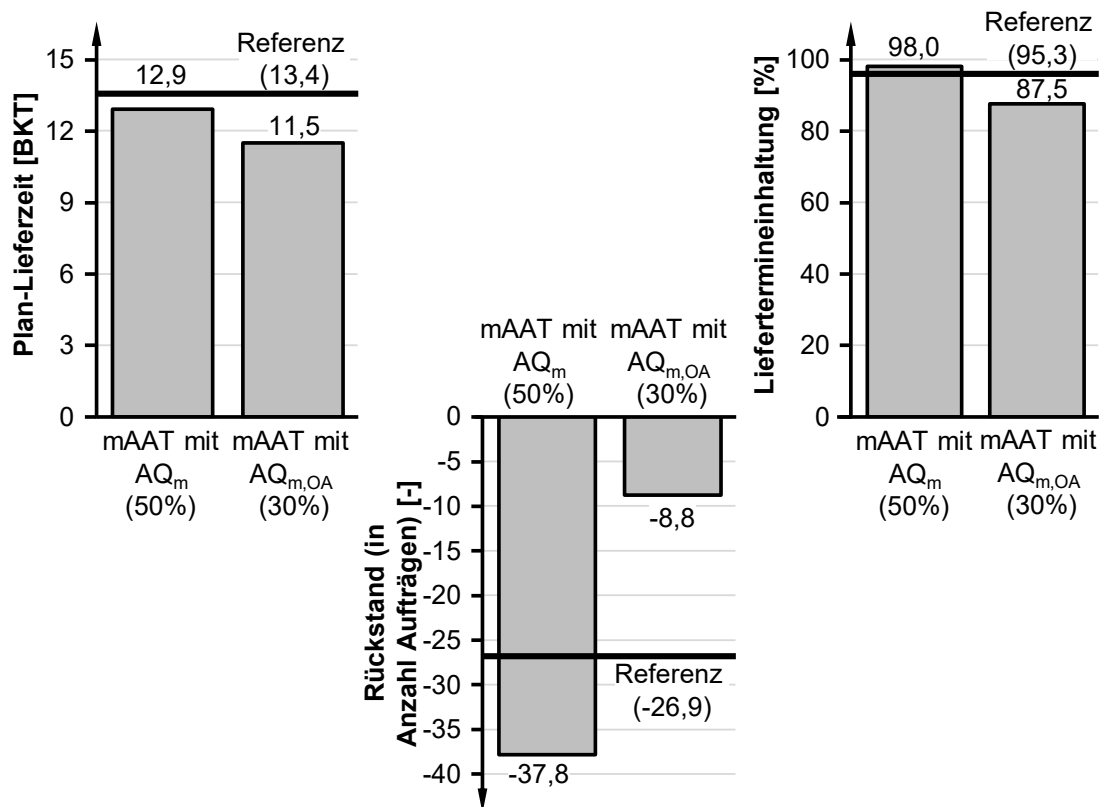 Plan-Lieferzeit [BKT]
15
12
9
6
3
0
Referenz
(13,4)
12,9
11,5
mAAT mit
AQm
(50%)
mAAT mit
AQm,OA
(30%)
Rückstand (in
Anzahl Aufträgen) [-]
mAAT mit
AQm
(50%)
mAAT mit
AQm,OA
(30%)
0
-5
-10
-15
-20
-25
-30
-35
-40
-8,8
Referenz
(-26,9)
-37,8
Liefertermineinhaltung [%]
100
80
60
40
20
0
98,0
Referenz
(95,3)
87,5
mAAT mit
AQm
(50%)
mAAT mit
AQm,OA
(30%)